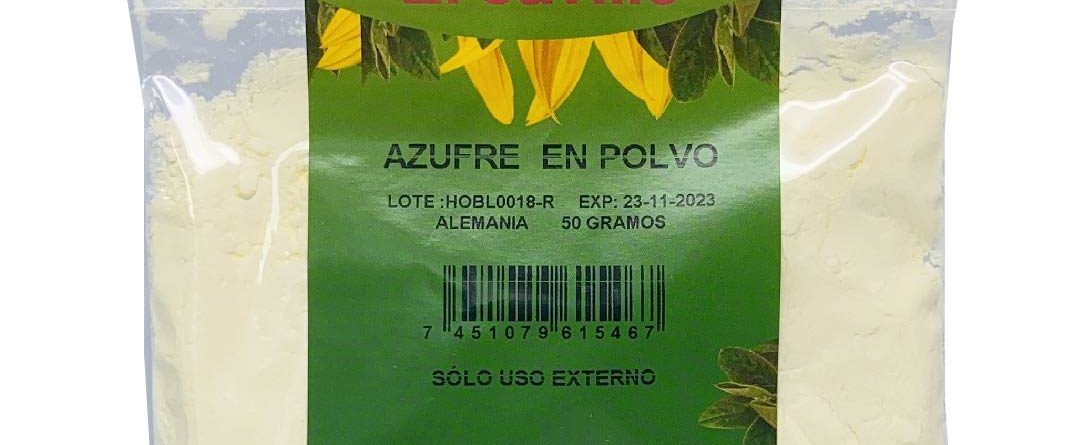 AZUFRE EN POLVO
LOTE :HOBL0018-R EXP: 23-11-2023
ALEMANIA 50 GRAMOS
7 451079 615467
SÓLO USO EXTERNO